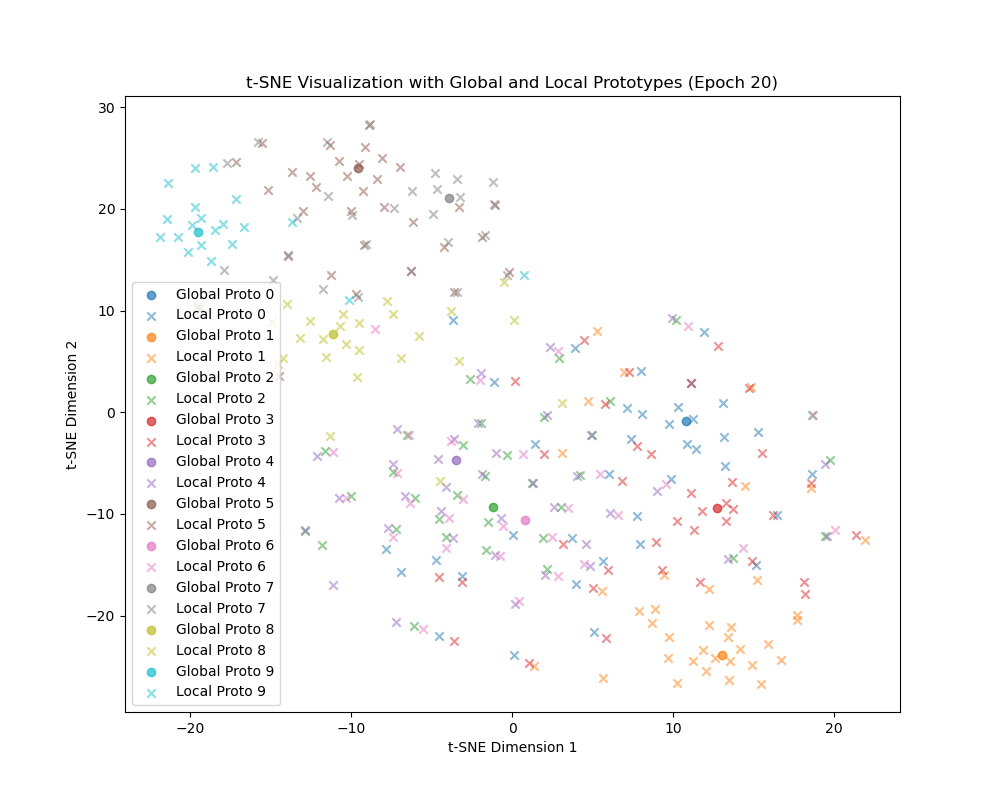 t-SNE Visualization with Global and Local Prototypes (Epoch 20)
30
20
10
0
−10
−20
t-SNE Dimension 2
Global Proto 0
Local Proto 0
Global Proto 1
Local Proto 1
Global Proto 2
Local Proto 2
Global Proto 3
Local Proto 3
Global Proto 4
Local Proto 4
Global Proto 5
Local Proto 5
Global Proto 6
Local Proto 6
Global Proto 7
Local Proto 7
Global Proto 8
Local Proto 8
Global Proto 9
Local Proto 9
−20 −10 0 10 20
t-SNE Dimension 1